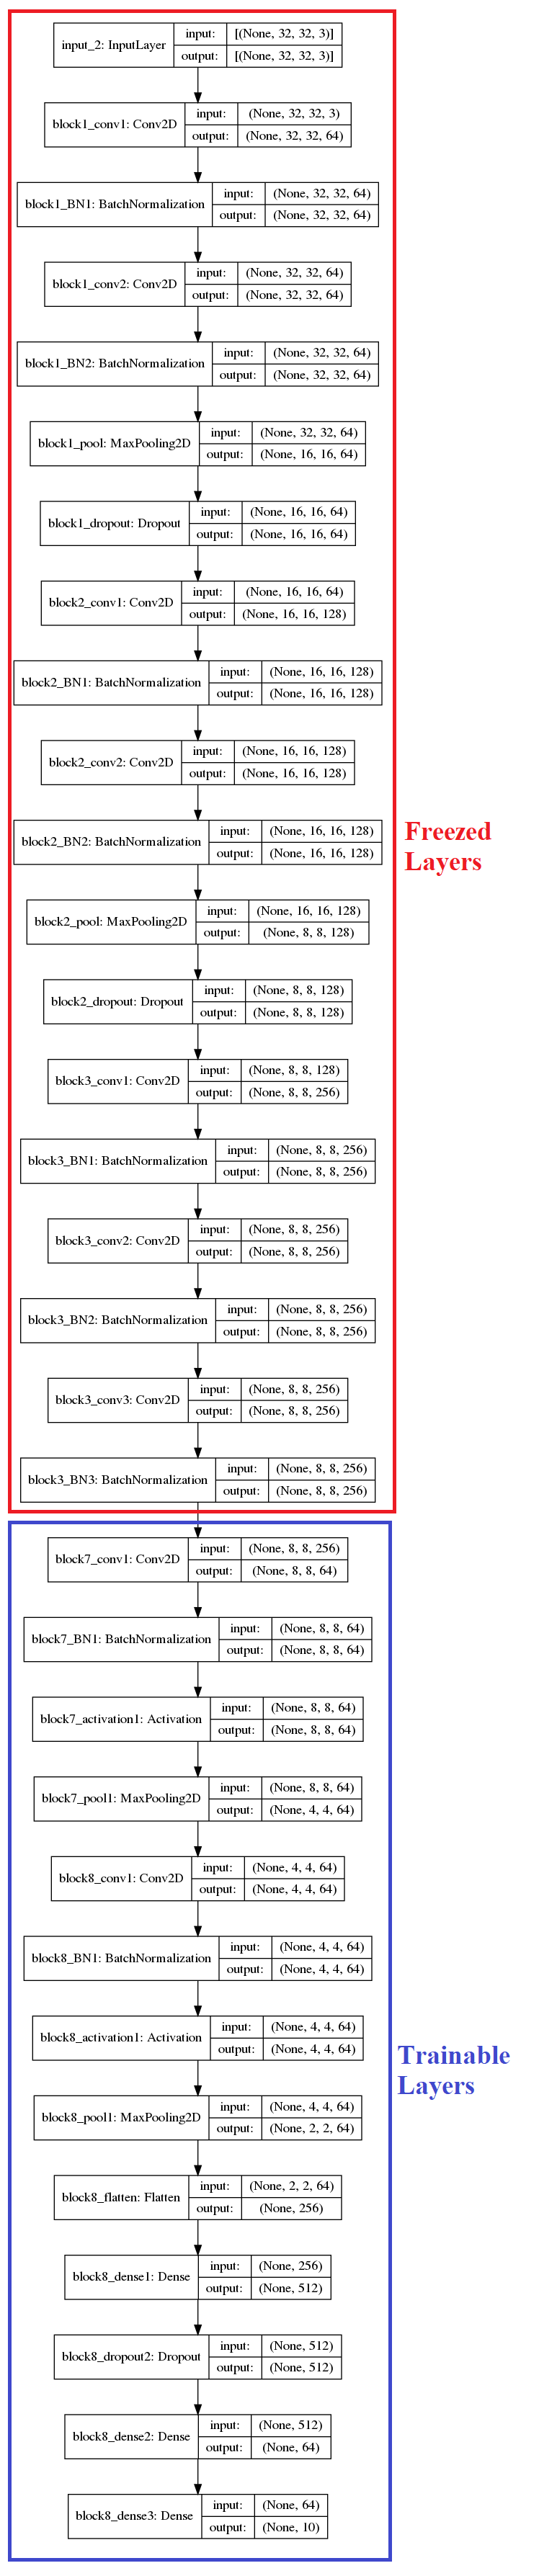 input_2: InputLayer input: [(None, 32, 32, 3)]
output: [(None, 32, 32, 3)]
block1_conv1: Conv2D input: (None, 32, 32, 3)
output: (None, 32, 32, 64)
block1_BN1: BatchNormalization input: (None, 32, 32, 64)
output: (None, 32, 32, 64)
block1_conv2: Conv2D input: (None, 32, 32, 64)
output: (None, 32, 32, 64)
block1_BN2: BatchNormalization input: (None, 32, 32, 64)
output: (None, 32, 32, 64)
block1_pool: MaxPooling2D input: (None, 32, 32, 64)
output: (None, 16, 16, 64)
block1_dropout: Dropout input: (None, 16, 16, 64)
output: (None, 16, 16, 64)
block2_conv1: Conv2D input: (None, 16, 16, 64)
output: (None, 16, 16, 128)
block2_BN1: BatchNormalization input: (None, 16, 16, 128)
output: (None, 16, 16, 128)
block2_conv2: Conv2D input: (None, 16, 16, 128)
output: (None, 16, 16, 128)
block2_BN2: BatchNormalization input: (None, 16, 16, 128)
output: (None, 16, 16, 128)
block2_pool: MaxPooling2D input: (None, 16, 16, 128)
output: (None, 8, 8, 128)
block2_dropout: Dropout input: (None, 8, 8, 128)
output: (None, 8, 8, 128)
block3_conv1: Conv2D input: (None, 8, 8, 128)
output: (None, 8, 8, 256)
block3_BN1: BatchNormalization input: (None, 8, 8, 256)
output: (None, 8, 8, 256)
block3_conv2: Conv2D input: (None, 8, 8, 256)
output: (None, 8, 8, 256)
block3_BN2: BatchNormalization input: (None, 8, 8, 256)
output: (None, 8, 8, 256)
block3_conv3: Conv2D input: (None, 8, 8, 256)
output: (None, 8, 8, 256)
block3_BN3: BatchNormalization input: (None, 8, 8, 256)
output: (None, 8, 8, 256)
Freezed
Layers
block7_conv1: Conv2D input: (None, 8, 8, 256)
output: (None, 8, 8, 64)
block7_BN1: BatchNormalization input: (None, 8, 8, 64)
output: (None, 8, 8, 64)
block7_activation1: Activation input: (None, 8, 8, 64)
output: (None, 8, 8, 64)
block7_pool1: MaxPooling2D input: (None, 8, 8, 64)
output: (None, 4, 4, 64)
block8_conv1: Conv2D input: (None, 4, 4, 64)
output: (None, 4, 4, 64)
block8_BN1: BatchNormalization input: (None, 4, 4, 64)
output: (None, 4, 4, 64)
block8_activation1: Activation input: (None, 4, 4, 64)
output: (None, 4, 4, 64)
block8_pool1: MaxPooling2D input: (None, 4, 4, 64)
output: (None, 2, 2, 64)
block8_flatten: Flatten input: (None, 2, 2, 64)
output: (None, 256)
block8_dense1: Dense input: (None, 256)
output: (None, 512)
block8_dropout2: Dropout input: (None, 512)
output: (None, 512)
block8_dense2: Dense input: (None, 512)
output: (None, 64)
block8_dense3: Dense input: (None, 64)
output: (None, 10)
Trainable
Layers